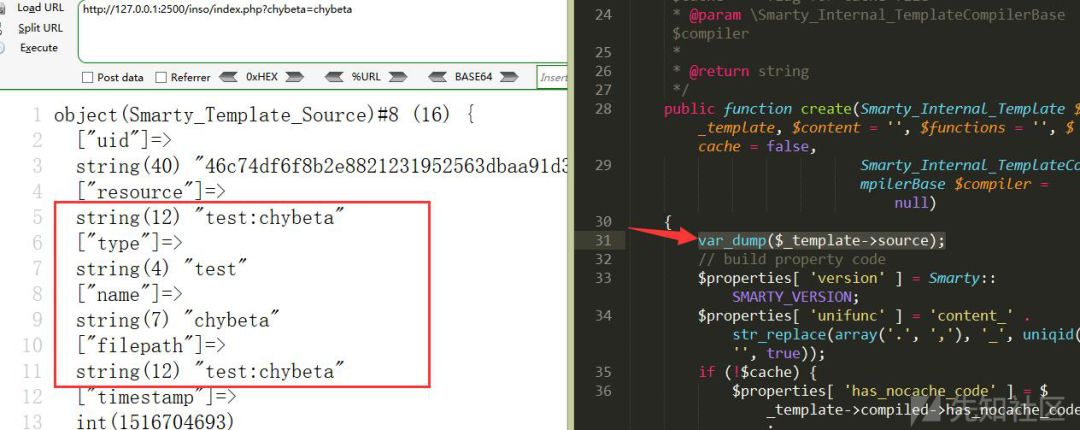 Load URL
http://127.0.0.1:2500/inso/index.php?chybeta=chybeta
Split URL
Execute
Post data Referrer 0xHEX %URL BASE64 Insert
1 object(Smarty_Template_Source)#8 (16) {
2 ["uid"]=>
3 string(40) "46c74df6f8b2e8821231952563dbaa91d3
4 ["resource"]=>
5 string(12) "test:chybeta"
6 ["type"]=>
7 string(4) "test"
8 ["name"]=>
9 string(7) "chybeta"
10 ["filepath"]=>
11 string(12) "test:chybeta"
12 ["timestamp"]=>
13 int(1516704693)
24 * @param \Smarty_Internal_TemplateCompilerBase
$compiler
25 *
26 * @return string
27 */
28 public function create(Smarty_Internal_Template $
_template, $content = '', $functions = '', $
cache = false,
29 Smarty_Internal_TemplateCo
mpilerBase $compiler =
null)
30 {
31 var_dump($_template->source);
32 // build property code
33 $properties[ 'version' ] = Smarty::
SMARTY_VERSION;
34 $properties[ 'unifunc' ] = 'content_' .
str_replace(array('.', ','), '_', uniqid(
'', true));
35 if (!$cache) {
36 $properties[ 'has_nocache_code' ] = $
_template->compiled->has_nocache_code
;
先知社区